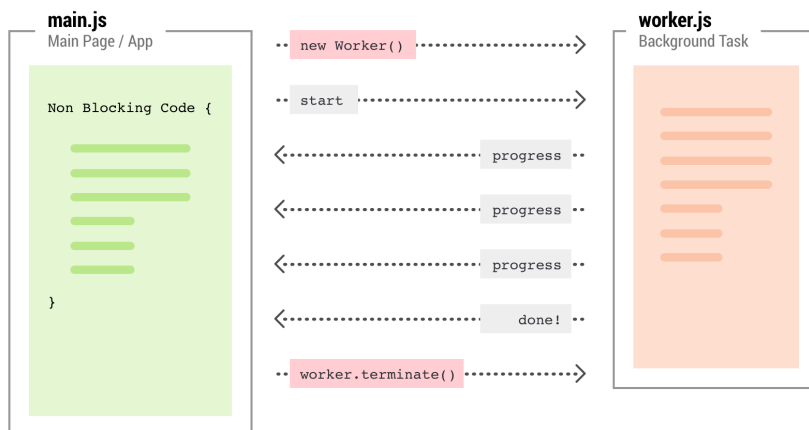 main.js
Main Page / App
Non Blocking Code {
}
new Worker()
start
progress
progress
progress
done!
worker.terminate()
worker.js
Background Task